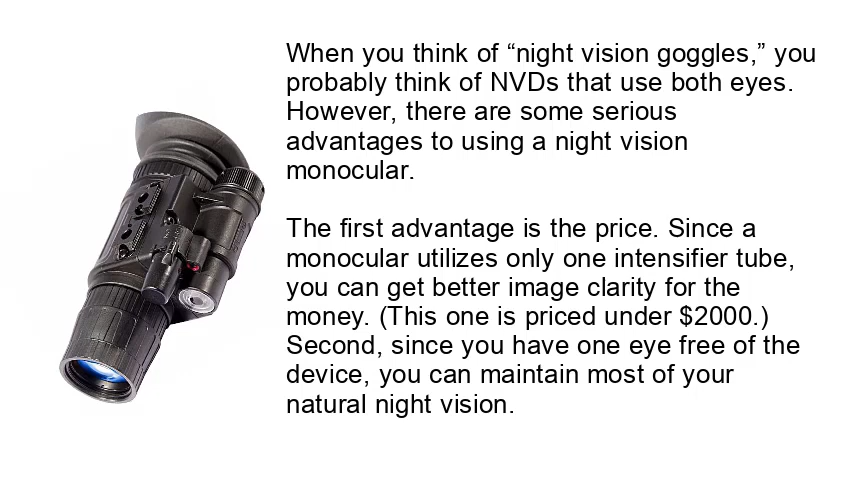 When you think of “night vision goggles,” you
probably think of NVDs that use both eyes.
However, there are some serious
advantages to using a night vision
monocular.
The first advantage is the price. Since a
monocular utilizes only one intensifier tube,
you can get better image clarity for the
money. (This one is priced under $2000.)
Second, since you have one eye free of the
device, you can maintain most of your
natural night vision.